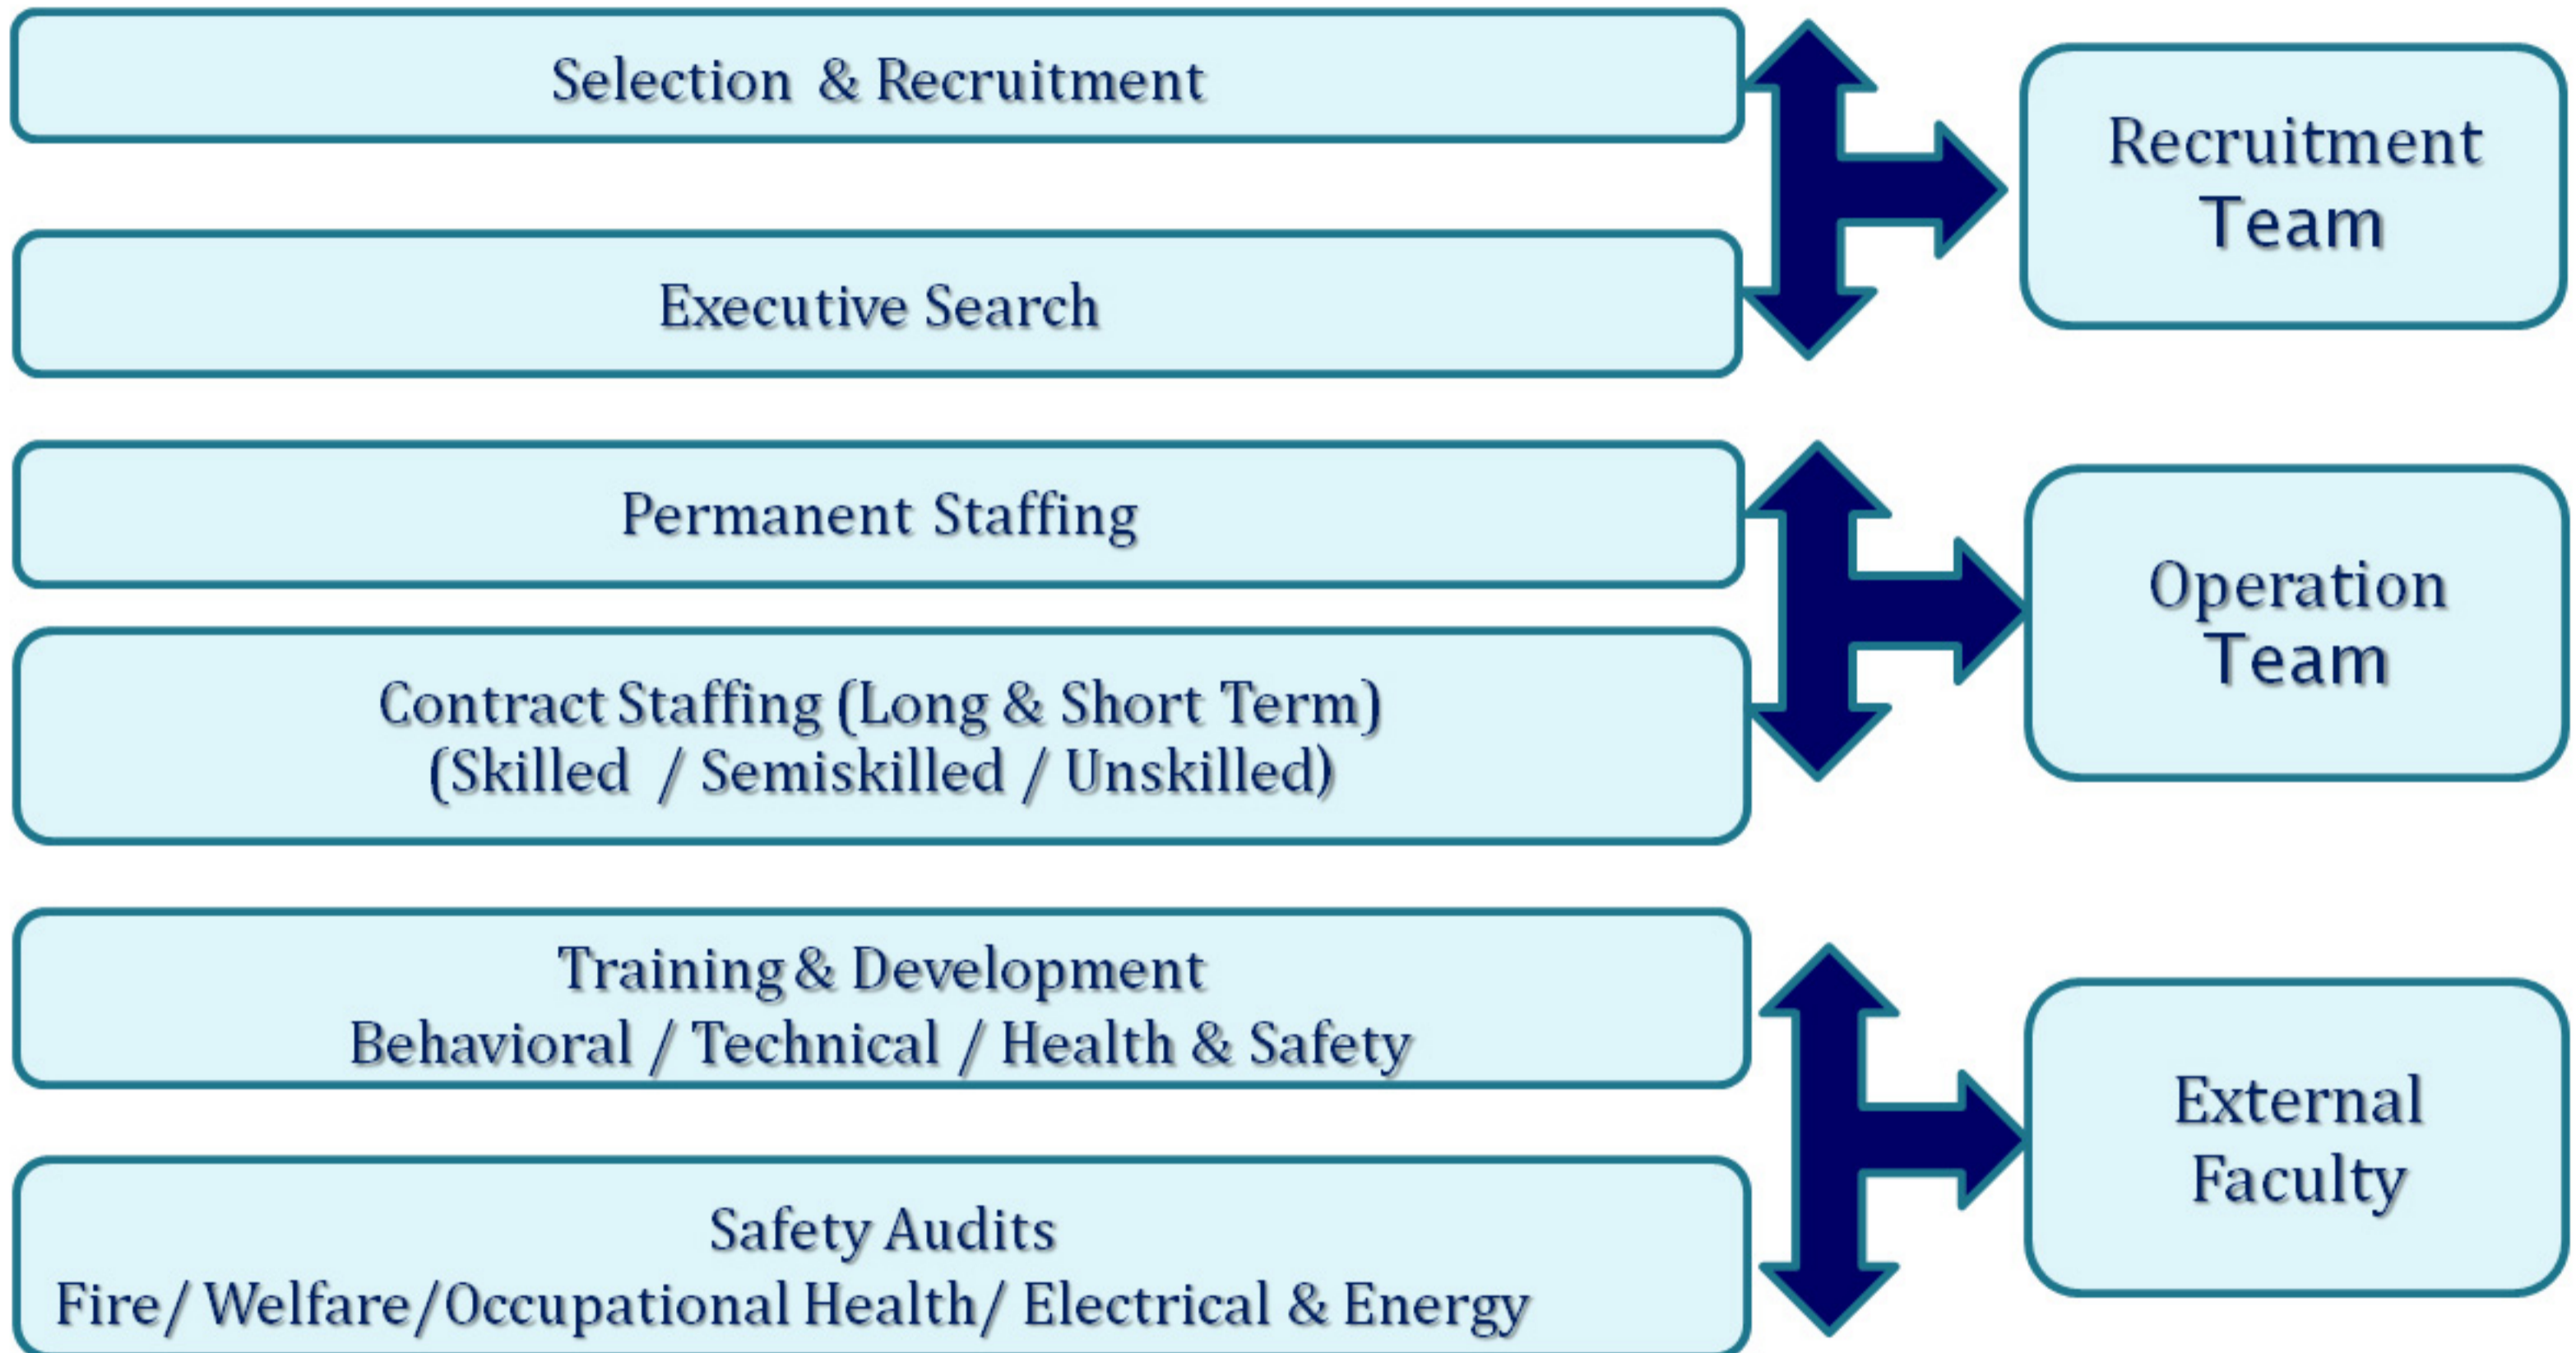 Selection & Recruitment
Executive Search
Recruitment
Team
Permanent Staffing
Contract Staffing (Long & Short Term)
(Skilled / Semiskilled / Unskilled)
Operation
Team
Training & Development
Behavioral / Technical / Health & Safety
Safety Audits
Fire/ Welfare/Occupational Health/ Electrical & Energy
External
Faculty